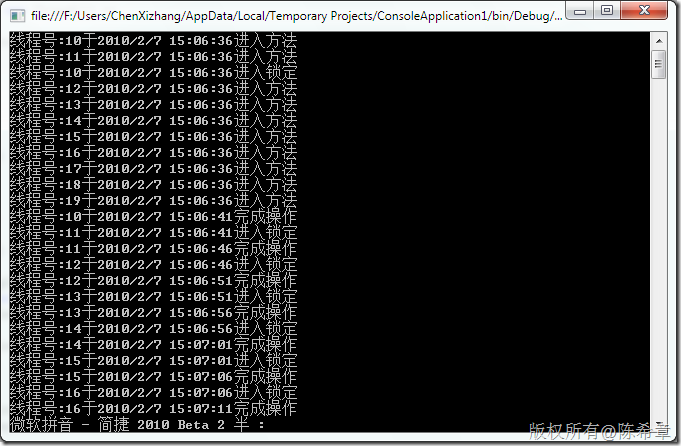 file:///F:/Users/ChenXizhang/AppData/Local/Temporary Projects/ConsoleApplication1/bin/Debug/...
线程号:10于2010/2/7 15:06:36进入方法
线程号:11于2010/2/7 15:06:36进入方法
线程号:10于2010/2/7 15:06:36进入锁定
线程号:12于2010/2/7 15:06:36进入方法
线程号:13于2010/2/7 15:06:36进入方法
线程号:14于2010/2/7 15:06:36进入方法
线程号:15于2010/2/7 15:06:36进入方法
线程号:16于2010/2/7 15:06:36进入方法
线程号:17于2010/2/7 15:06:36进入方法
线程号:18于2010/2/7 15:06:36进入方法
线程号:19于2010/2/7 15:06:36进入方法
线程号:10于2010/2/7 15:06:41完成操作
线程号:11于2010/2/7 15:06:41进入锁定
线程号:11于2010/2/7 15:06:46完成操作
线程号:12于2010/2/7 15:06:46进入锁定
线程号:12于2010/2/7 15:06:51完成操作
线程号:13于2010/2/7 15:06:51进入锁定
线程号:13于2010/2/7 15:06:56完成操作
线程号:14于2010/2/7 15:06:56进入锁定
线程号:14于2010/2/7 15:07:01完成操作
线程号:15于2010/2/7 15:07:01进入锁定
线程号:15于2010/2/7 15:07:06完成操作
线程号:16于2010/2/7 15:07:06进入锁定
线程号:16于2010/2/7 15:07:11完成操作
微软拼音 - 简捷 2010 Beta 2 半 :
版权所有@陈希章